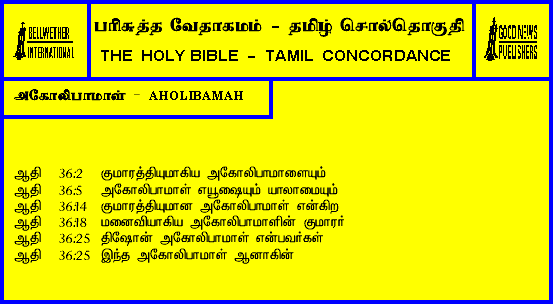 BELLWETHER
INTERNATIONAL
பரிசுத்த வேதாகமம் - தமிழ் சொல்தொகுதி
THE HOLY BIBLE - TAMIL CONCORDANCE
GOOD NEWS
PUBLISHERS
அகோலிபாமாள் - AHOLIBAMAH
ஆதி 36:2 குமாரத்தியுமாகிய அகோலிபாமாளையும்
ஆதி 36:5 அகோலிபாமாள் எயூஷையும் யாலாமையும்
ஆதி 36:14 குமாரத்தியுமான அகோலிபாமாள் என்கிற
ஆதி 36:18 மனைவியாகிய அகோலிபாமாளின் குமாரர்
ஆதி 36:25 திஷோன் அகோலிபாமாள் என்பவர்கள்
ஆதி 36:25 இந்த அகோலிபாமாள் ஆனாகின்